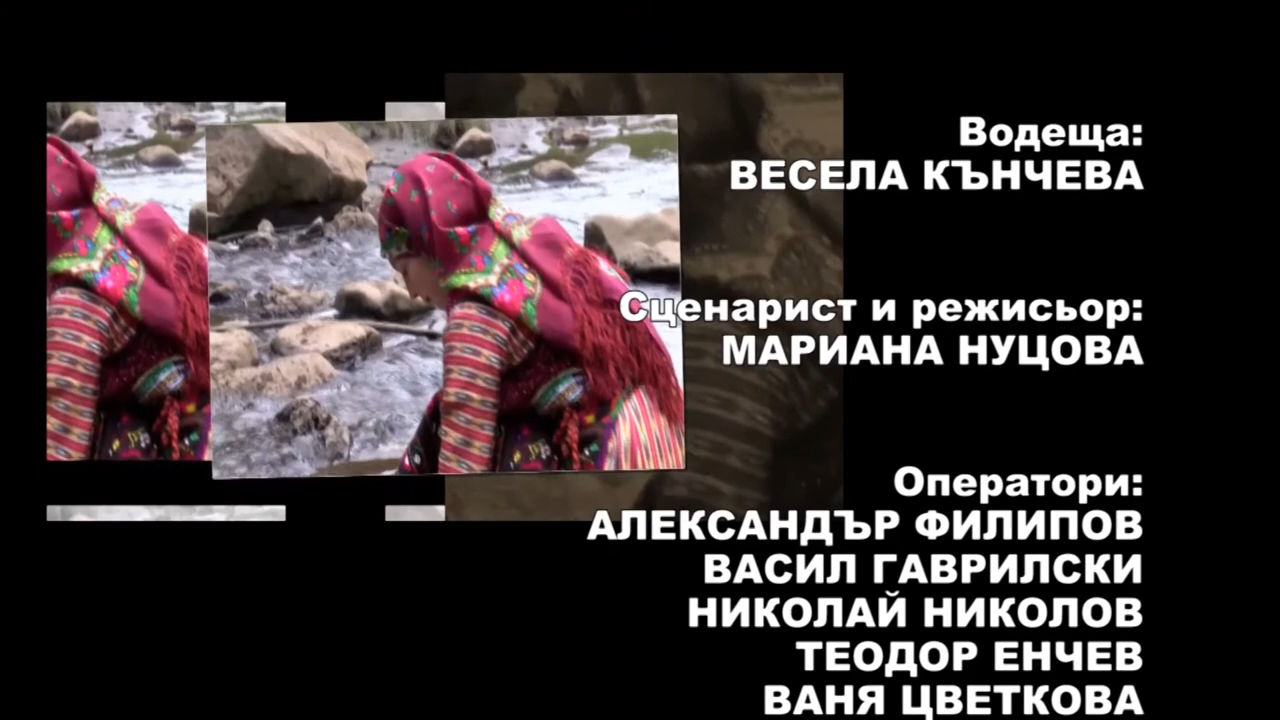 Водеща:
ВЕСЕЛА КЪНЧЕВА
Сценарист и режисьор:
МАРИАНА НУЦОВА
Оператори:
АЛЕКСАНДЪР ФИЛИПОВ
ВАСИЛ ГАВРИЛСКИ
НИКОЛАЙ НИКОЛОВ
ТЕОДОР ЕНЧЕВ
ВАНЯ ЦВЕТКОВА